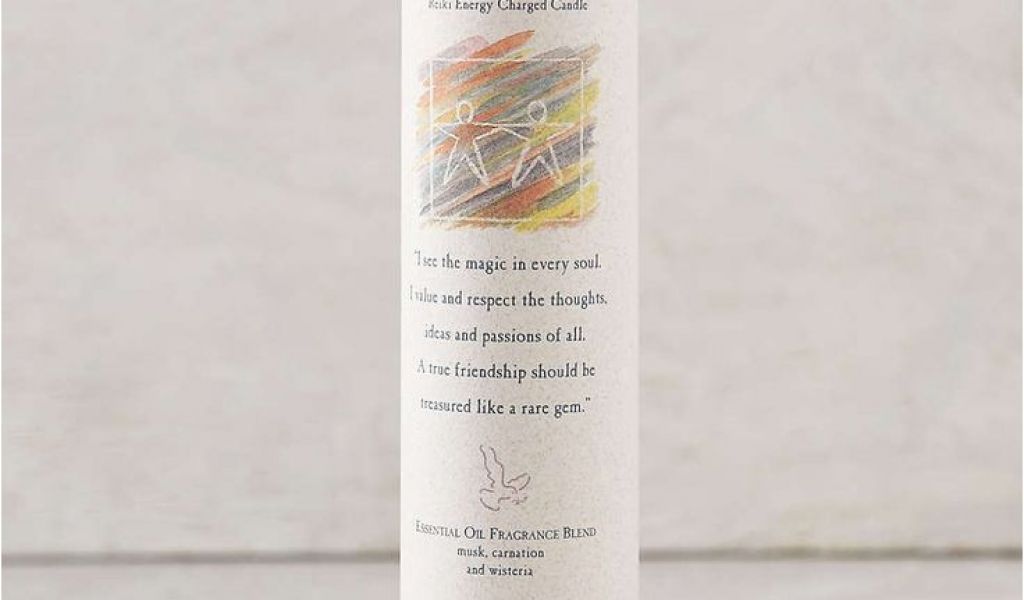 Reiki Energy Charged Candle
"I see the magic in every soul.
I value and respect the thoughts,
ideas and passions of all.
A true friendship should be
treasured like a rare gem."
Essential Oil Fragrance Blend
musk, carnation
and wisteria